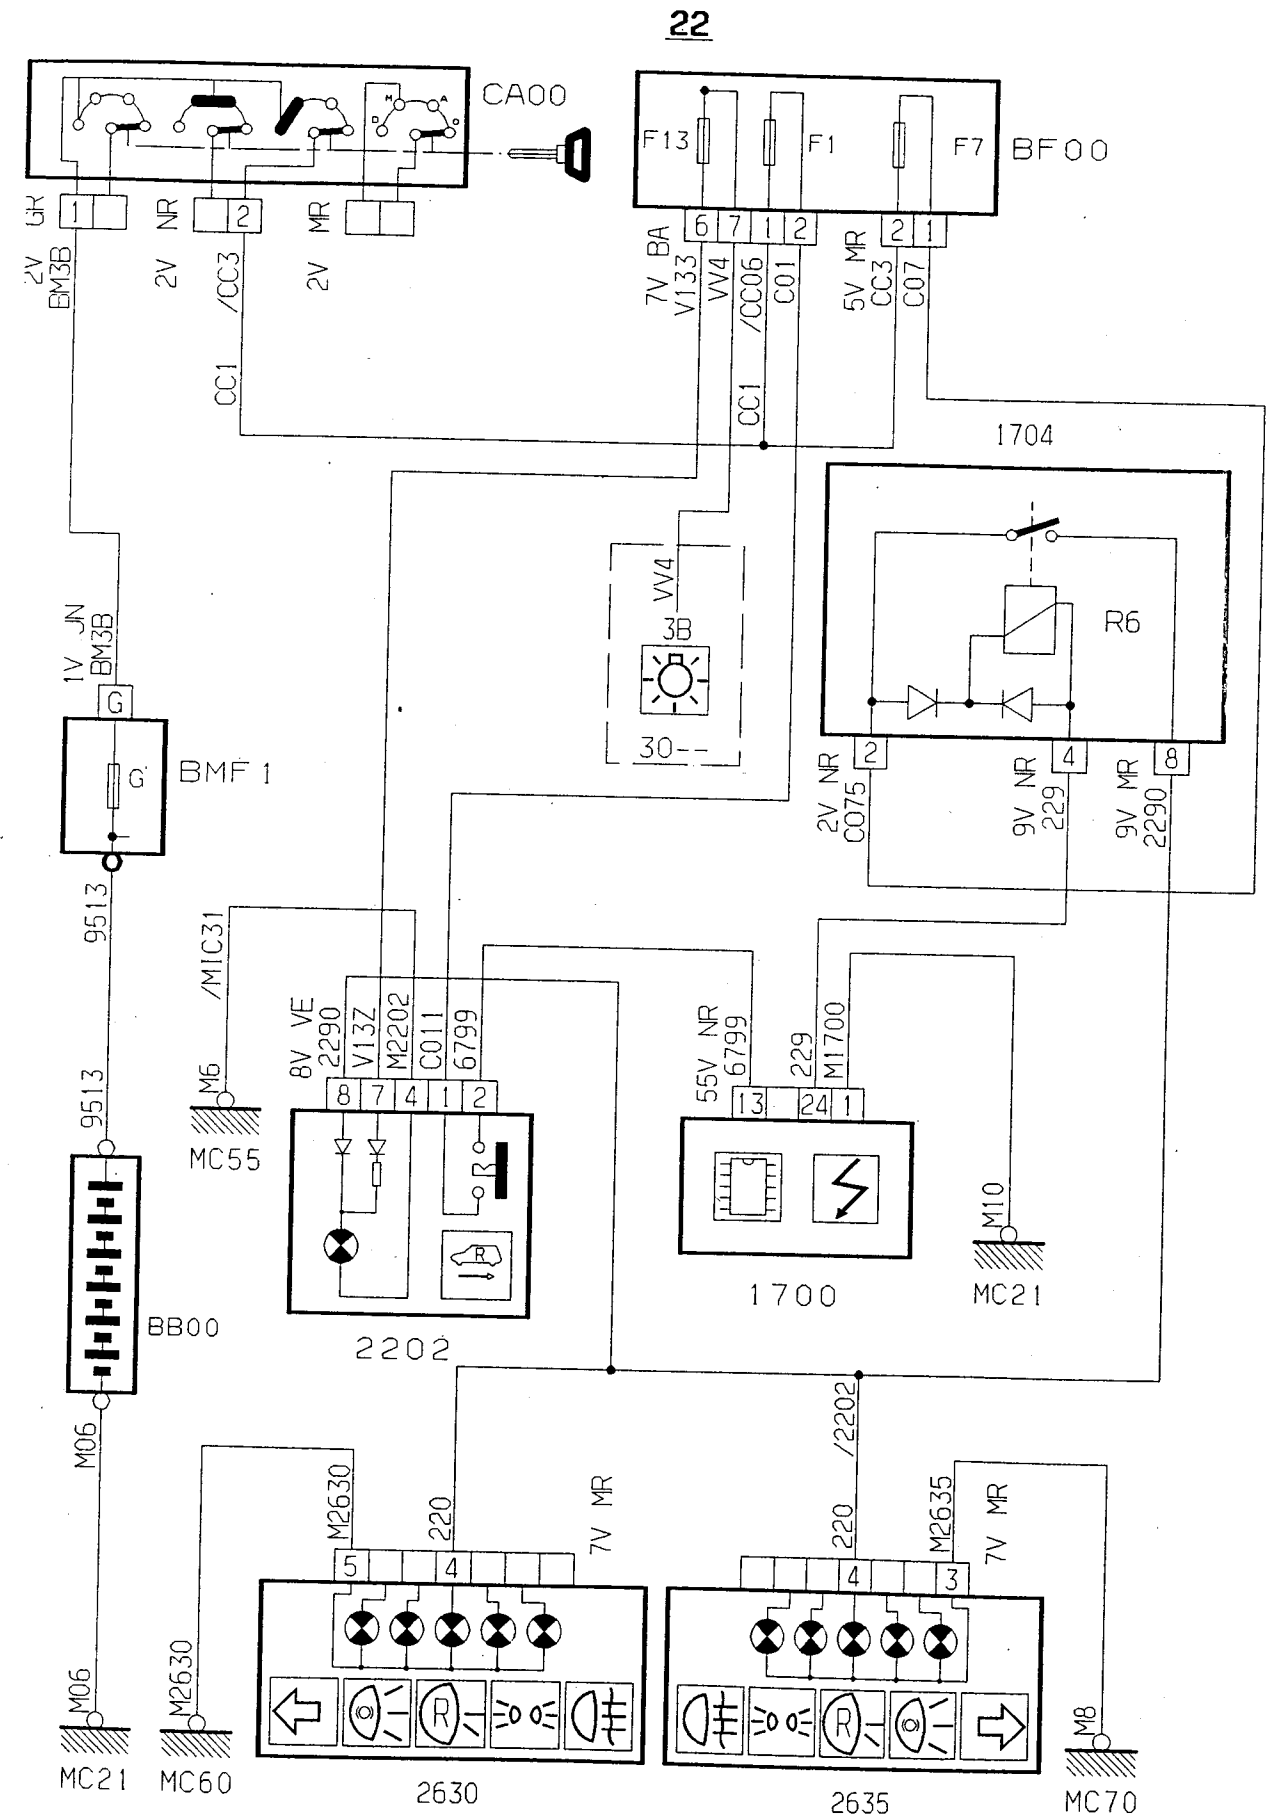 22
CA00
M
A
D
D
F13
F1
F7
BF00
1
2
6
7
1
2
2
1
2V GR
BM3B
2V NR
/CC3
2V MR
7V BA
V133
VV4
/CC06
C01
5V MR
CC3
C07
CC1
CC1
1704
R6
VV4
3B
30--
1V JN
BM3B
G
G
BMF1
2
4
8
2V NR
C075
9V NR
229
9V MR
2290
9513
/MIC31
8V VE
2290
V13Z
M2202
C011
6799
55V NR
6799
229
M1700
9513
M6
8
7
4
1
2
13
24
1
MC55
R
R
M10
1700
MC21
BB00
2202
M06
/2202
M2630
220
7V MR
220
M2635
7V MR
5
4
4
3
M06
M2630
R
R
M8
MC21
MC60
2630
2635
MC70